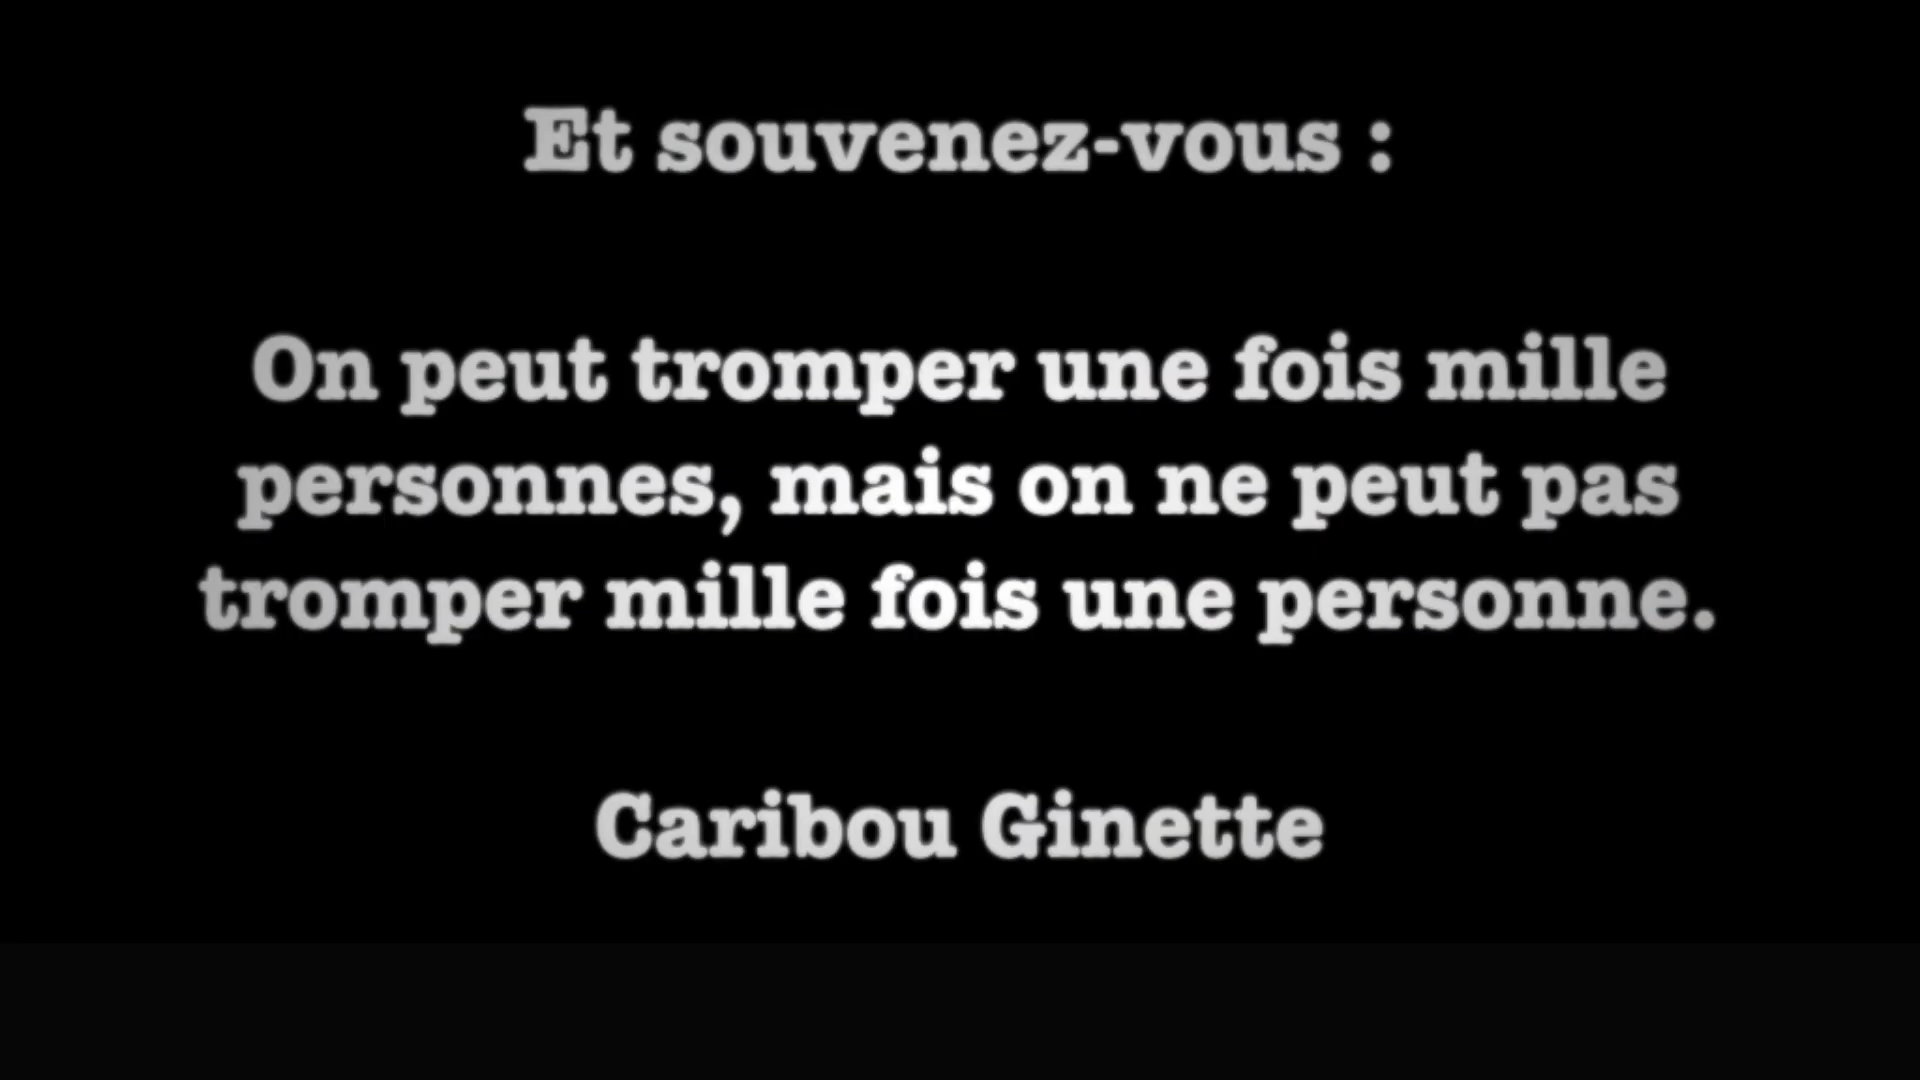 Et souvenez-vous :
On peut tromper une fois mille
personnes, mais on ne peut pas
tromper mille fois une personne.
Caribou Ginette